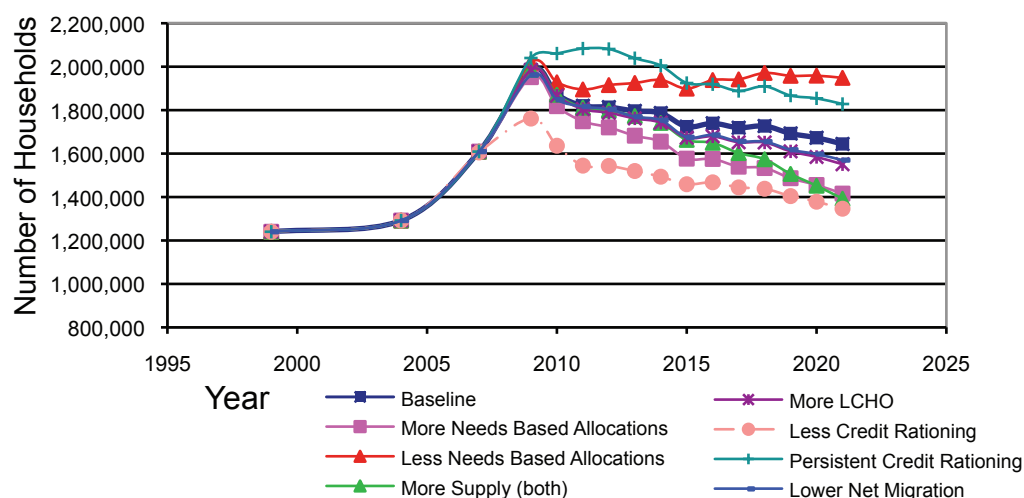 Number of Households
2,200,000
2,000,000
1,800,000
1,600,000
1,400,000
1,200,000
1,000,000
800,000
1995 2000 2005 2010 2015 2020 2025
Year
Baseline
More Needs Based Allocations
Less Needs Based Allocations
More Supply (both)
More LCHO
Less Credit Rationing
Persistent Credit Rationing
Lower Net Migration